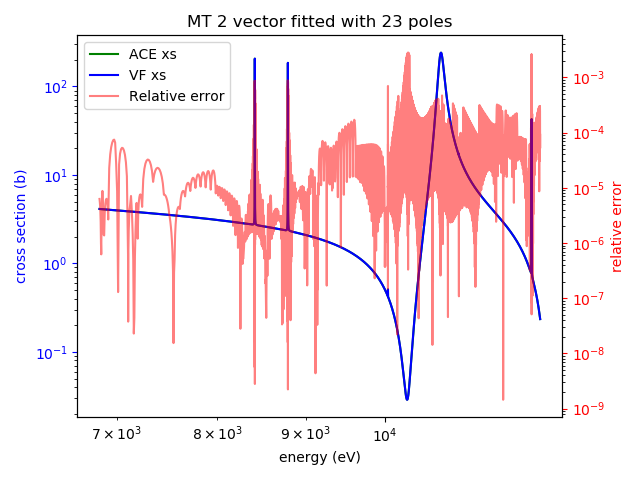 MT 2 vector fitted with 23 poles
ACE xs
VF xs
Relative error
cross section (b)
10²
10¹
10⁰
10⁻¹
relative error
10⁻³
10⁻⁴
10⁻⁵
10⁻⁶
10⁻⁷
10⁻⁸
10⁻⁹
7 × 10³ 8 × 10³ 9 × 10³ 10⁴
energy (eV)